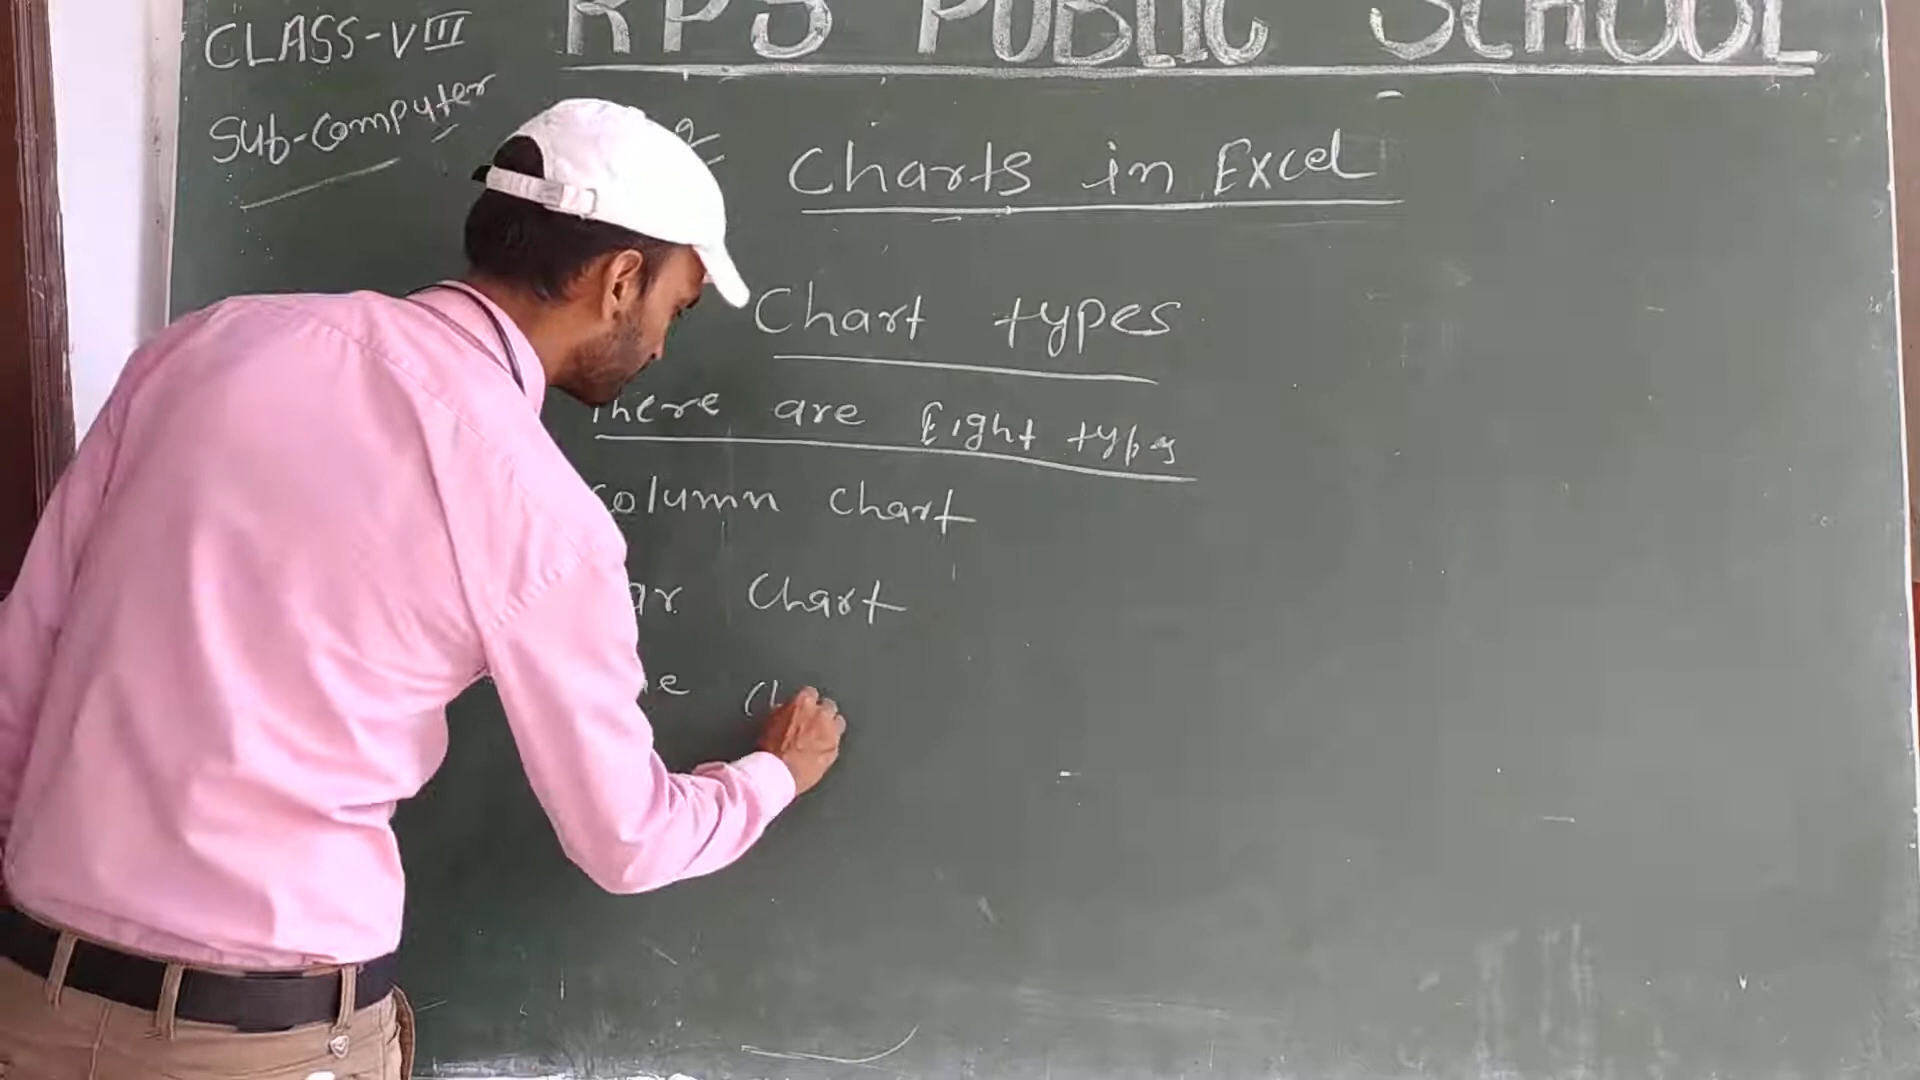 RPS PUBLIC SCHOOL
CLASS-VIII
Sub-Computer
2
Charts in Excel
Chart types
There are Eight types
Column Chart
Chart